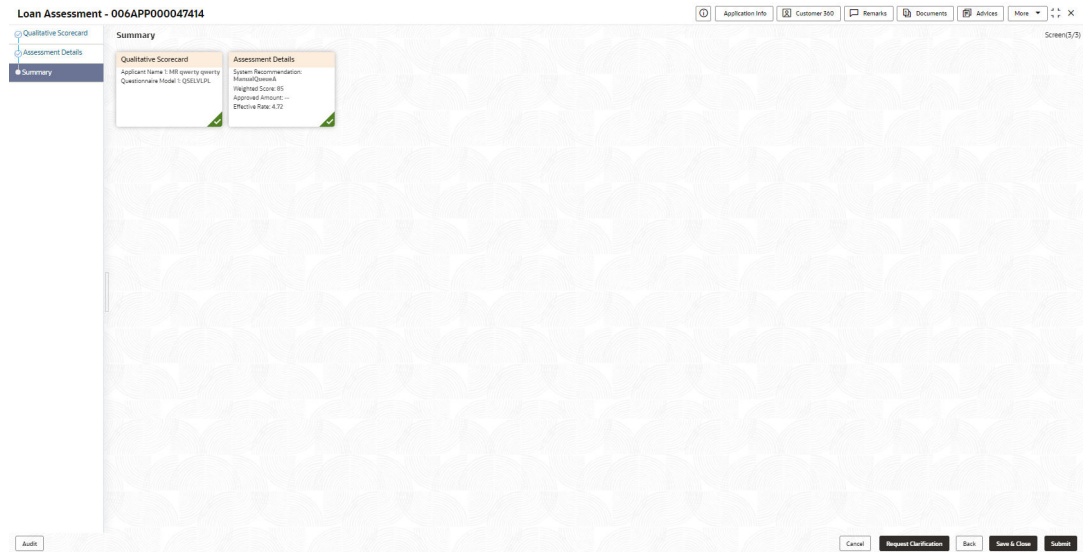 Loan Assessment - 006APP000047414
Application Info
Customer 360
Remarks
Documents
Advices
More
Qualitative Scorecard
Assessment Details
Summary
Summary
Screen(3/3)
Qualitative Scorecard
Applicant Name 1: MR qwerty qwerty
Questionnaire Model 1: QSELVLPL
Assessment Details
System Recommendation:
ManualQueueA
Weighted Score: 85
Approved Amount: --
Effective Rate: 4.72
Audit
Cancel
Request Clarification
Back
Save & Close
Submit